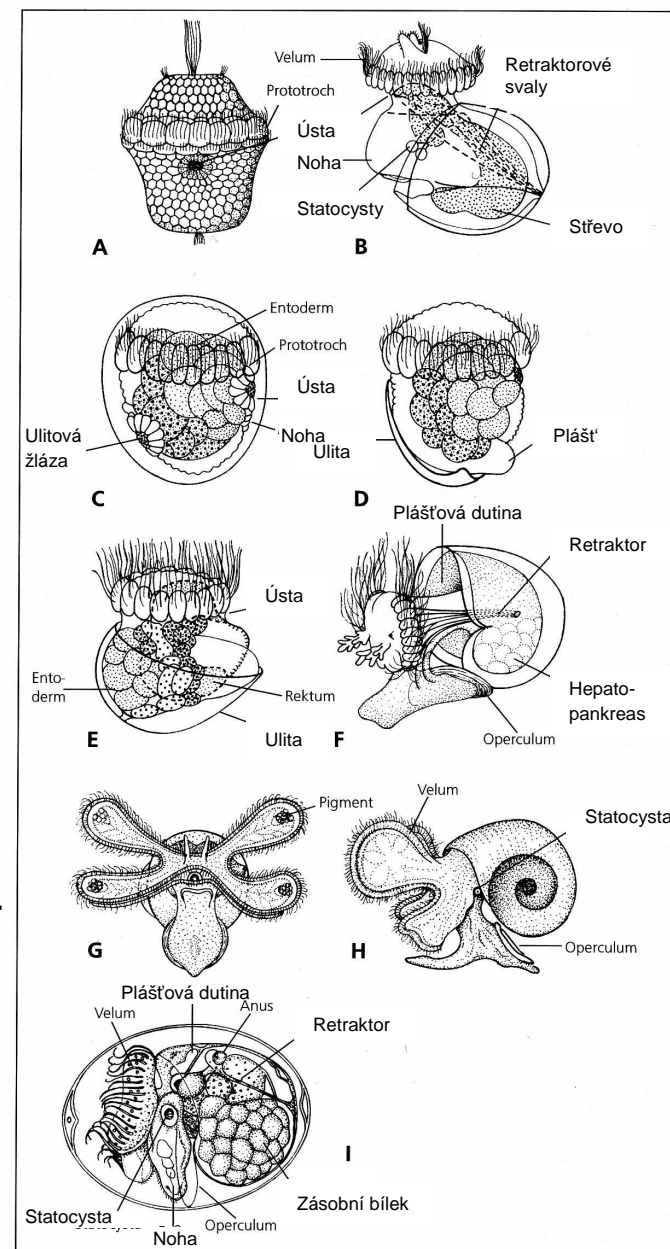 Velum
Retraktorové
svaly
Prototroch
Ústa
Noha
Statocysty
Střevo
A
B
Entoderm
Prototroch
Ústa
Ulitová
žláza
Noha
Ulita
Plášť
C
D
Plášťová dutina
Retraktor
Ústa
Ento-
derm
Rektum
Hepato-
pankreas
E
Ulita
F
Operculum
Pigment
Velum
Statocysta
G
H
Operculum
Plášťová dutina
Anus
Velum
Retraktor
I
Zásobní bílek
Statocysta
Operculum
Noha